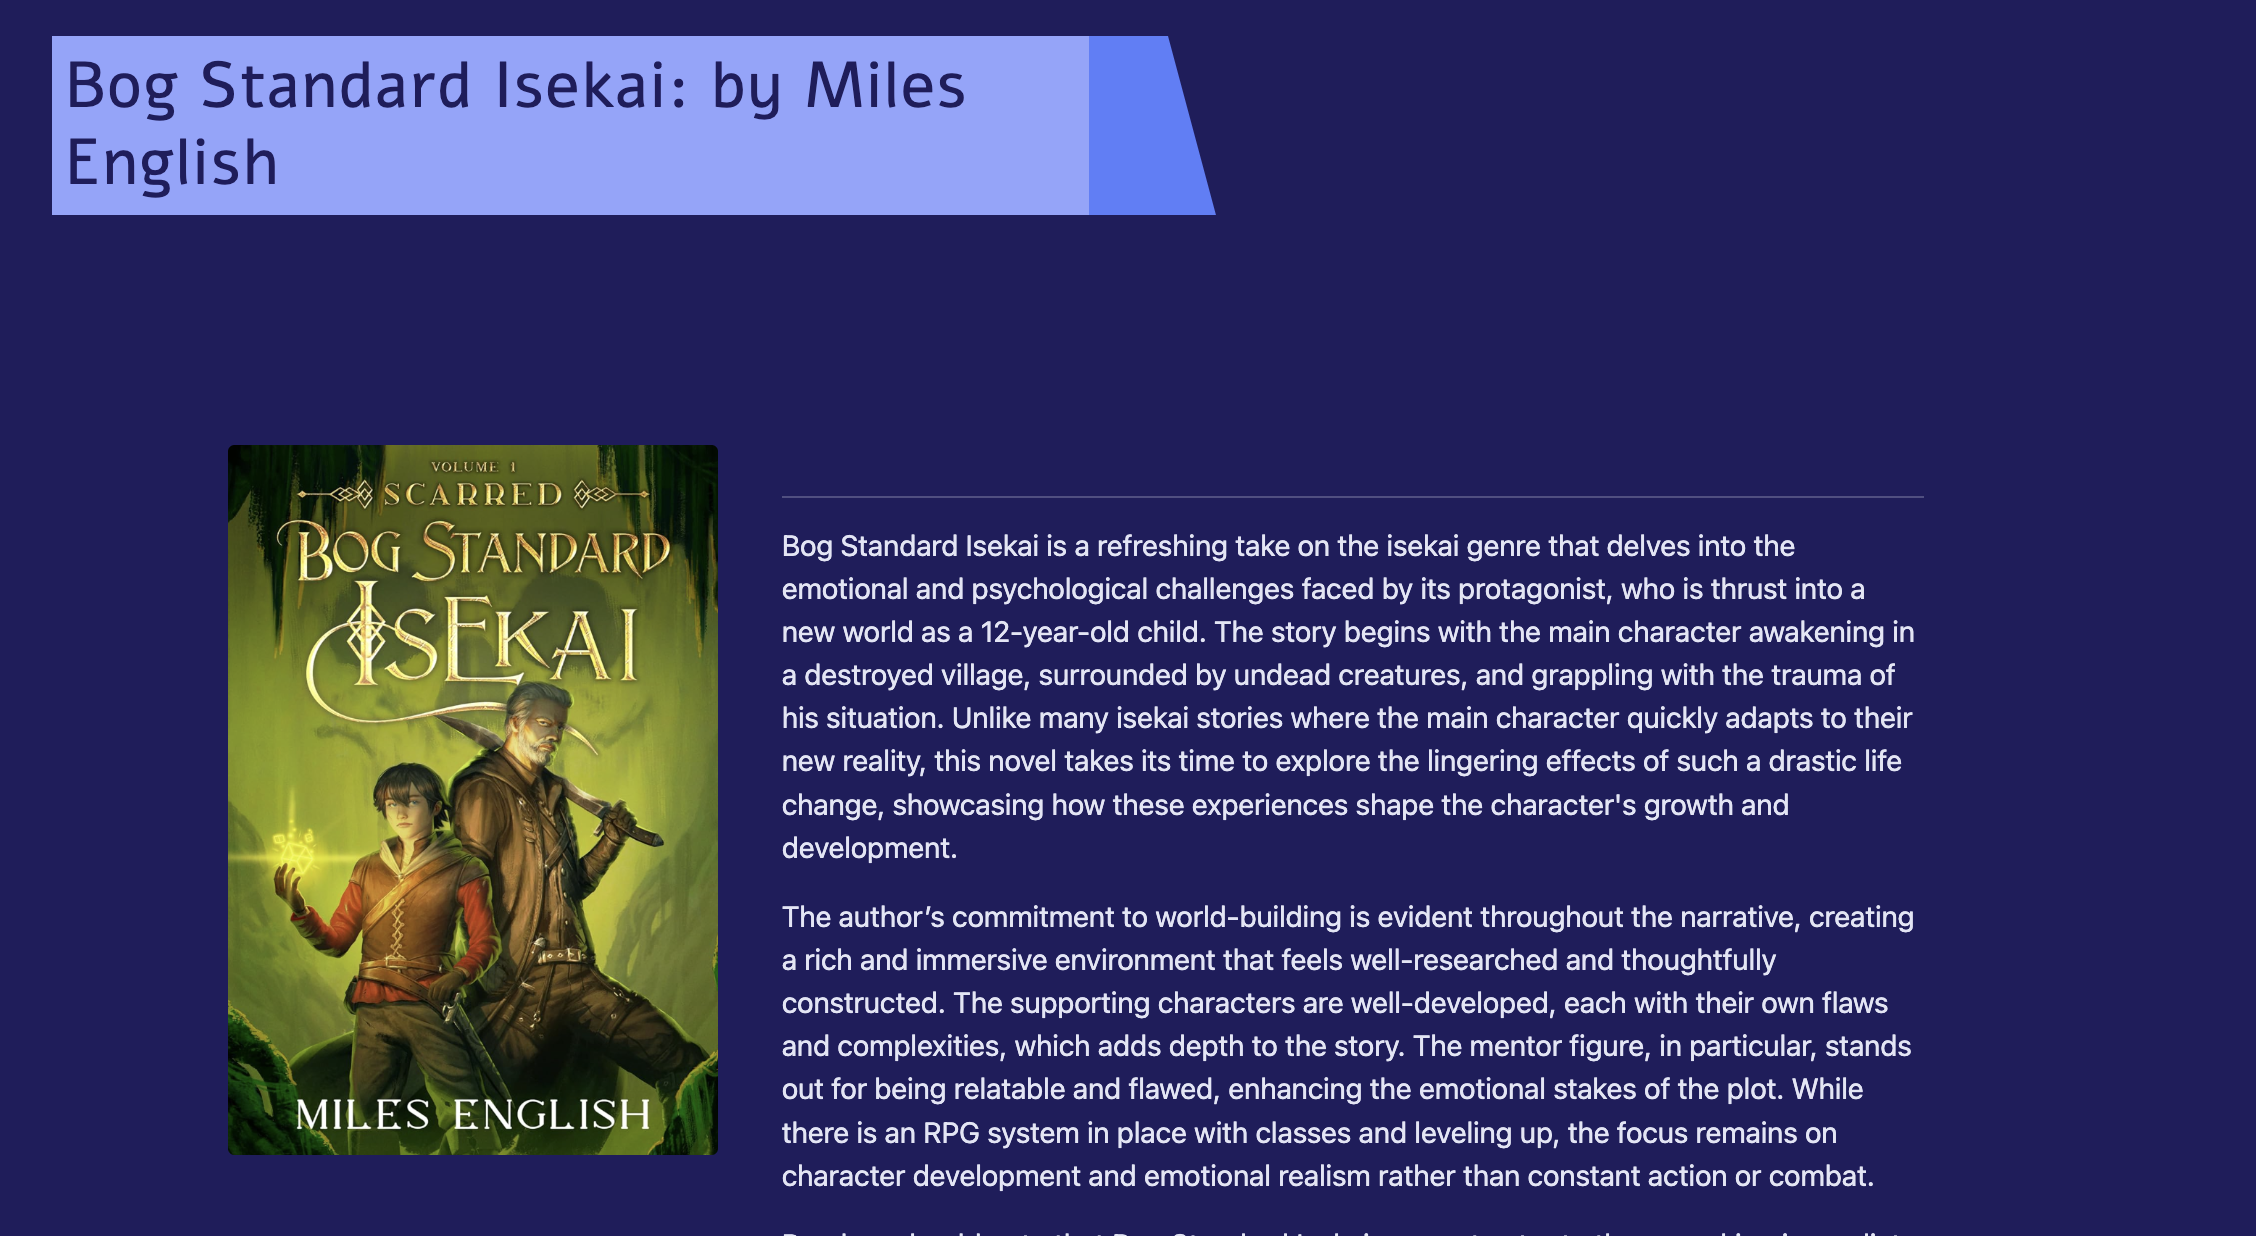 Bog Standard Isekai: by Miles
English
VOLUME 1
SCARRED
BOG STANDARD
ISEKAI
MILES ENGLISH
Bog Standard Isekai is a refreshing take on the isekai genre that delves into the
emotional and psychological challenges faced by its protagonist, who is thrust into a
new world as a 12-year-old child. The story begins with the main character awakening in
a destroyed village, surrounded by undead creatures, and grappling with the trauma of
his situation. Unlike many isekai stories where the main character quickly adapts to their
new reality, this novel takes its time to explore the lingering effects of such a drastic life
change, showcasing how these experiences shape the character's growth and
development.
The author’s commitment to world-building is evident throughout the narrative, creating
a rich and immersive environment that feels well-researched and thoughtfully
constructed. The supporting characters are well-developed, each with their own flaws
and complexities, which adds depth to the story. The mentor figure, in particular, stands
out for being relatable and flawed, enhancing the emotional stakes of the plot. While
there is an RPG system in place with classes and leveling up, the focus remains on
character development and emotional realism rather than constant action or combat.